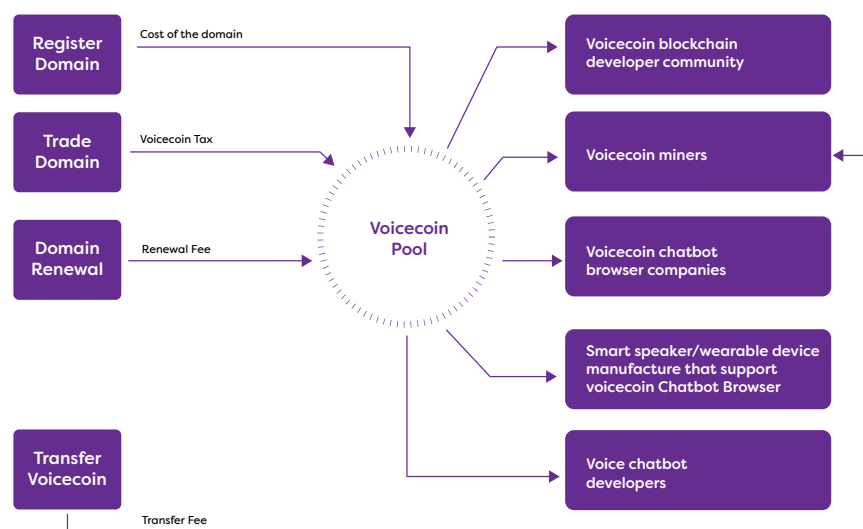 Register
Domain
Cost of the domain
Trade
Domain
Voicecoin Tax
Domain
Renewal
Renewal Fee
Transfer
Voicecoin
Transfer Fee
Voicecoin
Pool
Voicecoin blockchain
developer community
Voicecoin miners
Voicecoin chatbot
browser companies
Smart speaker/wearable device
manufacture that support
voicecoin Chatbot Browser
Voice chatbot
developers